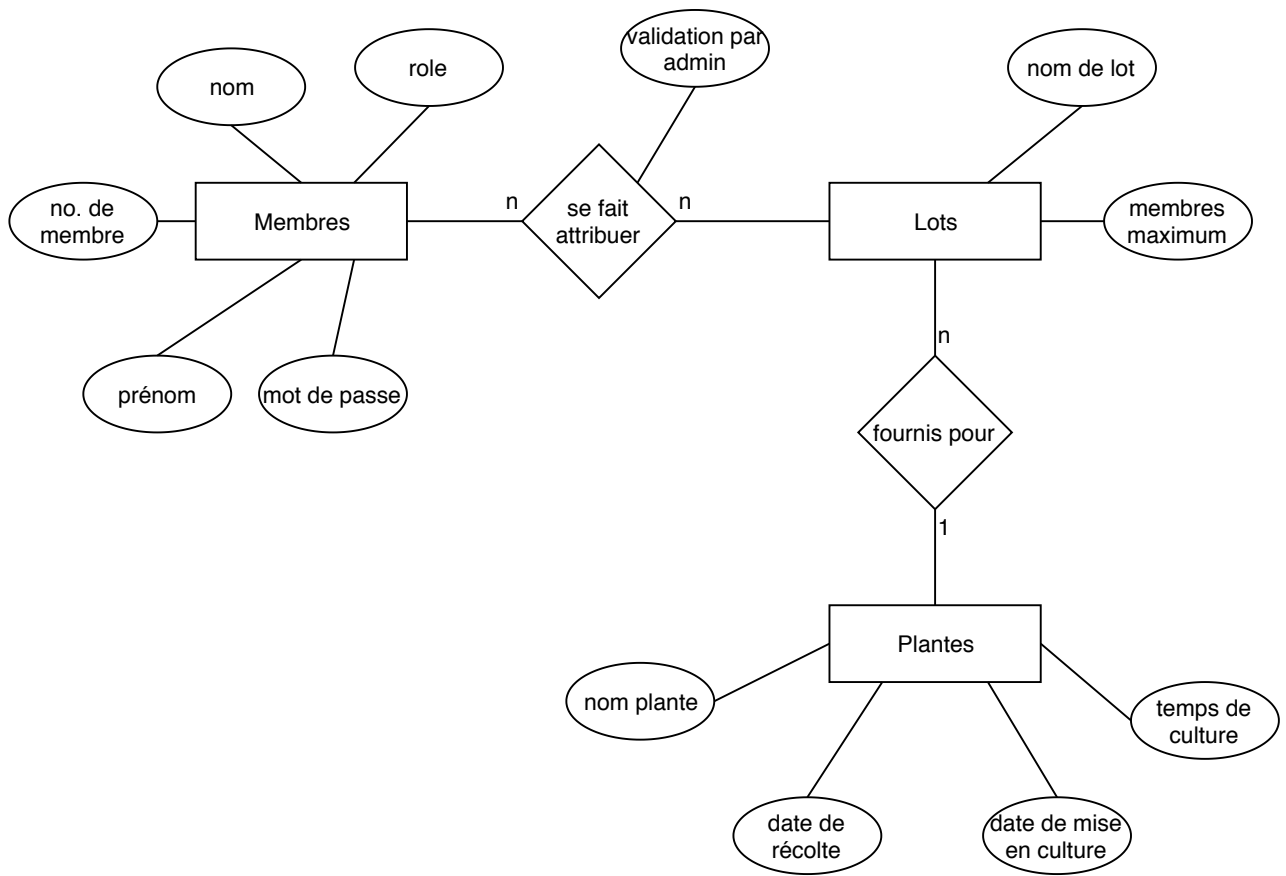 validation par
admin
role
nom de lot
nom
n
n
no. de
membre
Membres
se fait
attribuer
Lots
membres
maximum
n
prénom
mot de passe
fournis pour
1
Plantes
nom plante
temps de
culture
date de
récolte
date de mise
en culture